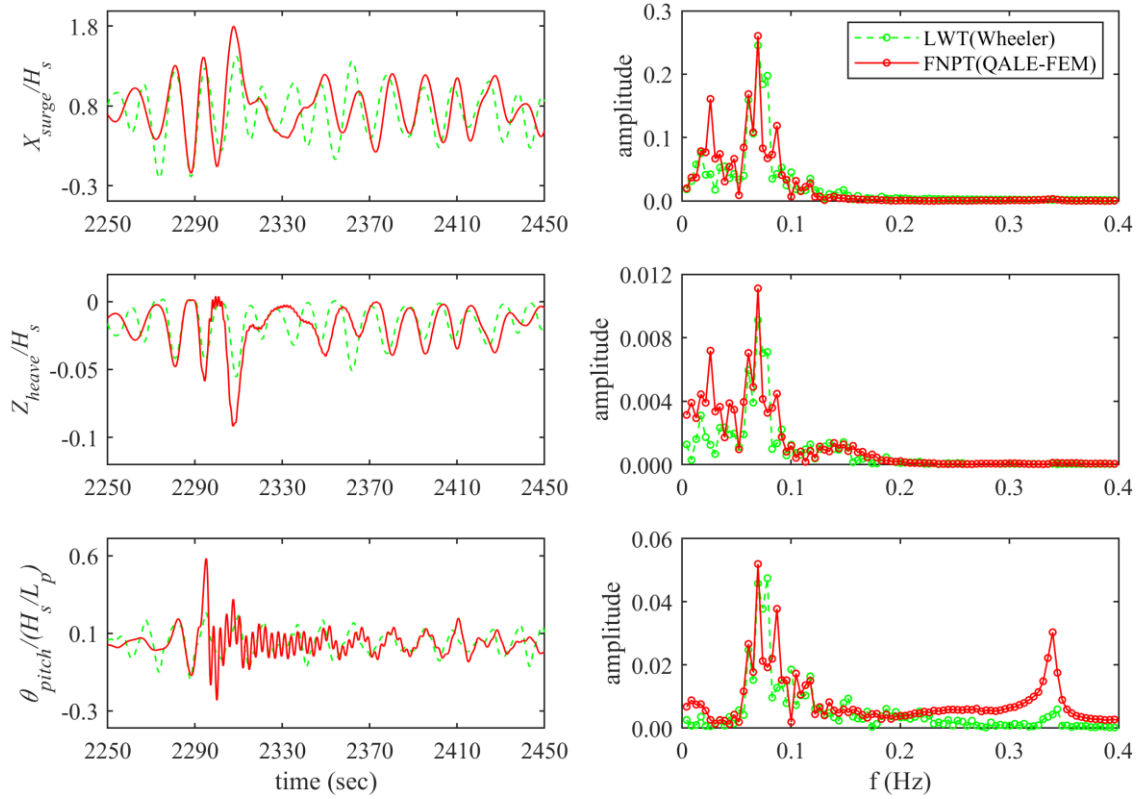 1.8
0.8
-0.3
X_surge/H_s
2250 2290 2330 2370 2410 2450
0.3
0.2
0.1
0.0
amplitude
LWT(Wheeler)
FNPT(QALE-FEM)
0 0.1 0.2 0.3 0.4
0
-0.05
-0.1
Z_heave/H_s
2250 2290 2330 2370 2410 2450
0.012
0.008
0.004
0.000
amplitude
0 0.1 0.2 0.3 0.4
0.6
0.1
-0.3
θ_pitch/(H_s/L_p)
2250 2290 2330 2370 2410 2450
time (sec)
0.06
0.04
0.02
0.00
amplitude
0 0.1 0.2 0.3 0.4
f (Hz)